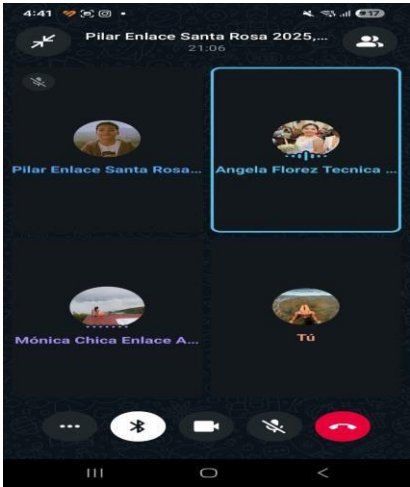 4:41
17
Pilar Enlace Santa Rosa 2025,...
21:06
Pilar Enlace Santa Rosa...
Angela Florez Tecnica ...
Mónica Chica Enlace A...
Tú